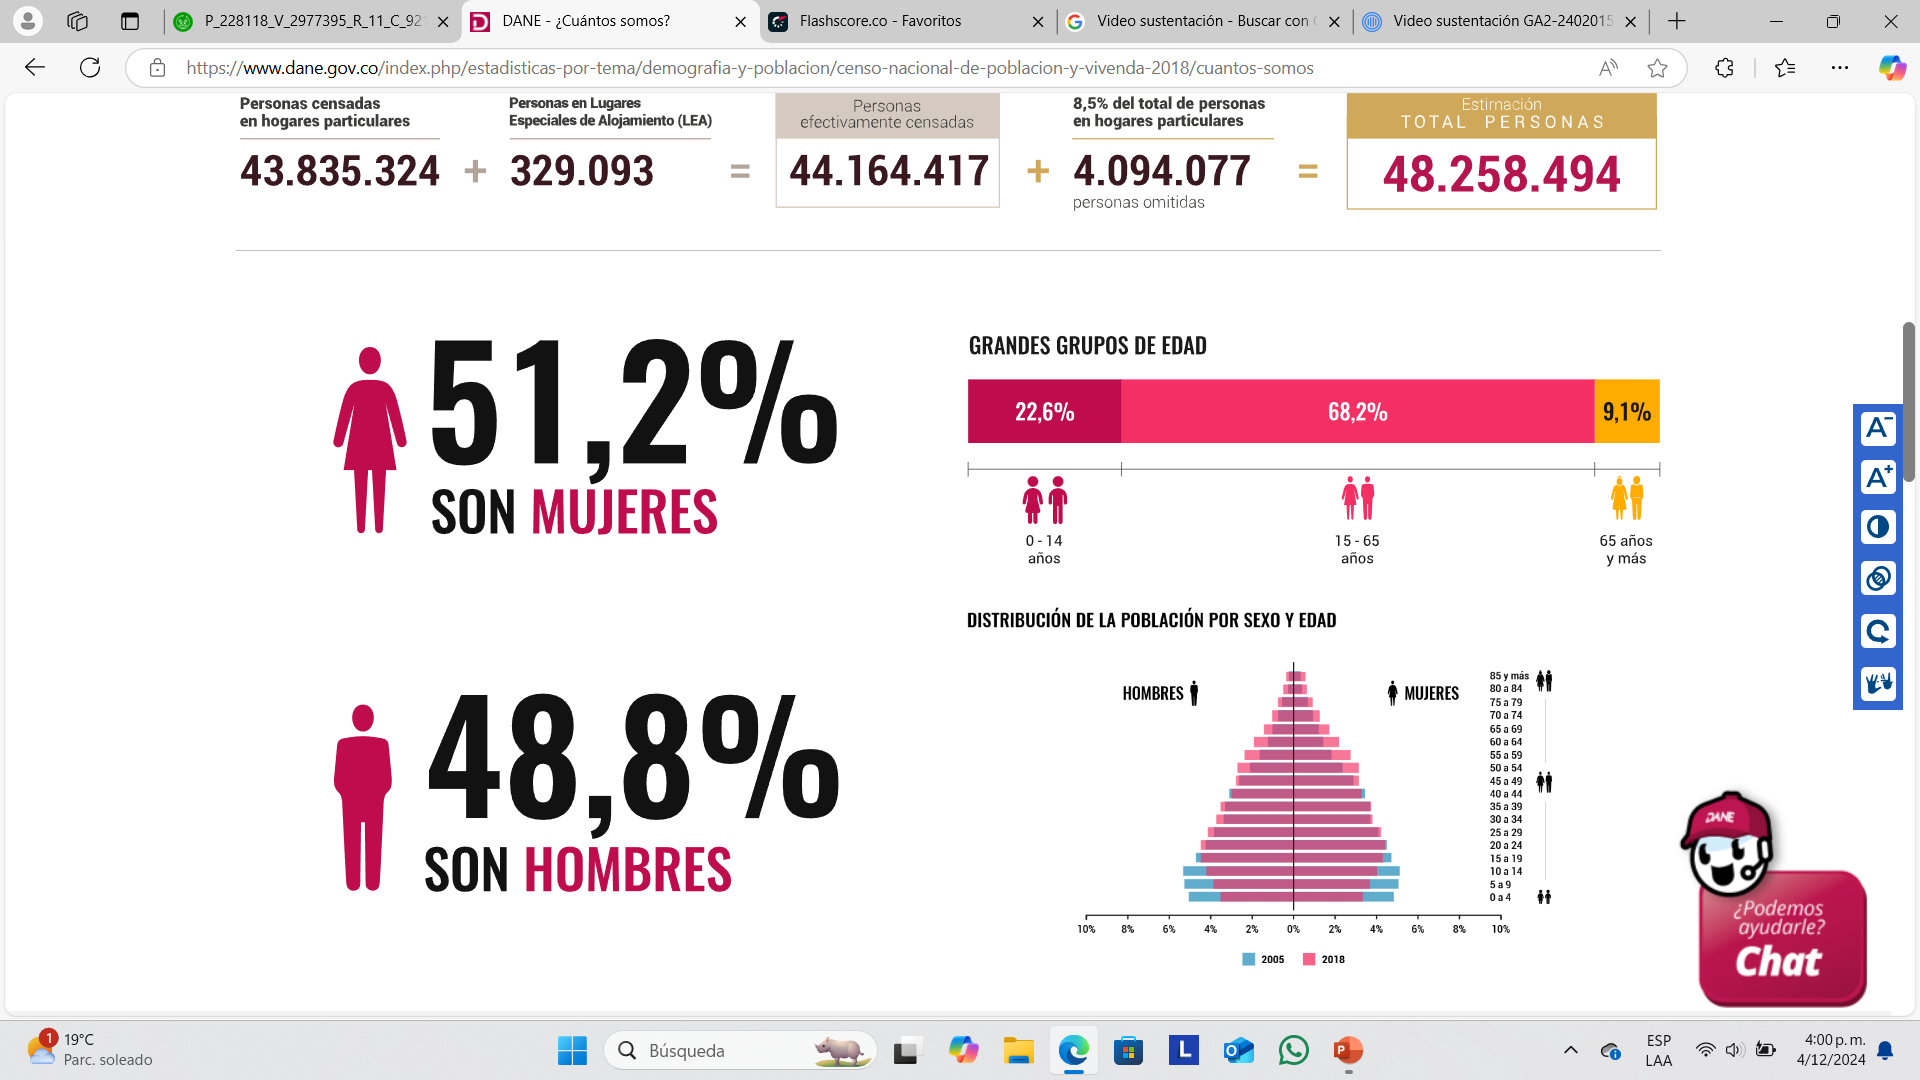 P_228118_V_2977395_R_11_C_921
DANE - ¿Cuántos somos?
Flashscore.co - Favoritos
Video sustentación - Buscar con
Video sustentación GA2-2402015
https://www.dane.gov.co/index.php/estadisticas-por-tema/demografia-y-poblacion/censo-nacional-de-poblacion-y-vivenda-2018/cuantos-somos
Personas censadas
en hogares particulares
43.835.324
+
Personas en Lugares
Especiales de Alojamiento (LEA)
329.093
=
Personas
efectivamente censadas
44.164.417
+
8,5% del total de personas
en hogares particulares
4.094.077
personas omitidas
=
Estimación
TOTAL PERSONAS
48.258.494
51,2%
SON MUJERES
48,8%
SON HOMBRES
GRANDES GRUPOS DE EDAD
22,6% 68,2% 9,1%
0 - 14
años
15 - 65
años
65 años
y más
DISTRIBUCIÓN DE LA POBLACIÓN POR SEXO Y EDAD
HOMBRES
MUJERES
85 y más
80 a 84
75 a 79
70 a 74
65 a 69
60 a 64
55 a 59
50 a 54
45 a 49
40 a 44
35 a 39
30 a 34
25 a 29
20 a 24
15 a 19
10 a 14
5 a 9
0 a 4
10% 8% 6% 4% 2% 0% 2% 4% 6% 8% 10%
2005 2018
A-
A+
DANE
¿Podemos
ayudarle?
Chat
1
19°C
Parc. soleado
Búsqueda
L
P
ESP
LAA
4:00 p. m.
4/12/2024